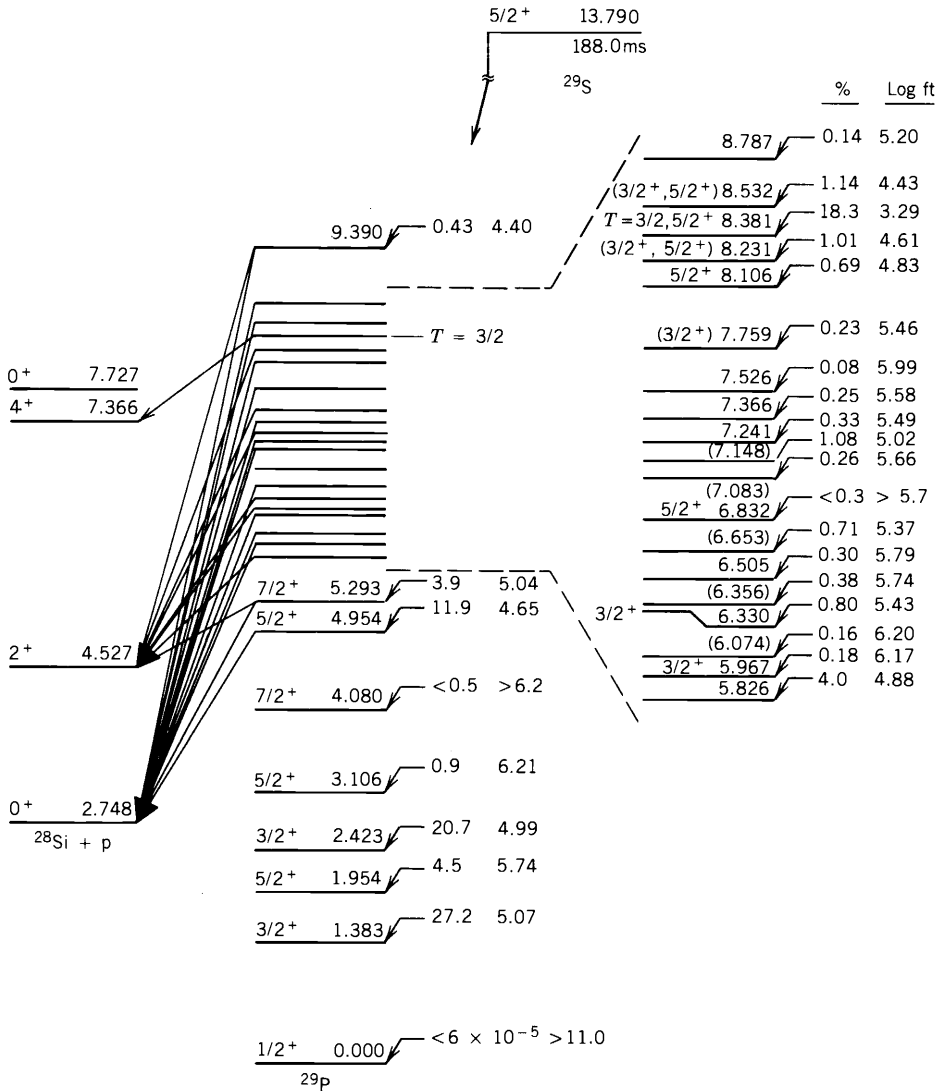 5/2+ 13.790
188.0ms
29S
% Log ft
8.787 0.14 5.20
(3/2+,5/2+) 8.532 1.14 4.43
T=3/2,5/2+ 8.381 18.3 3.29
(3/2+, 5/2+) 8.231 1.01 4.61
5/2+ 8.106 0.69 4.83
(3/2+) 7.759 0.23 5.46
7.526 0.08 5.99
7.366 0.25 5.58
7.241 0.33 5.49
(7.148) 1.08 5.02
0.26 5.66
(7.083)
5/2+ 6.832 <0.3 > 5.7
(6.653) 0.71 5.37
6.505 0.30 5.79
(6.356) 0.38 5.74
3/2+ 6.330 0.80 5.43
(6.074) 0.16 6.20
3/2+ 5.967 0.18 6.17
5.826 4.0 4.88
9.390 0.43 4.40
T = 3/2
7/2+ 5.293 3.9 5.04
5/2+ 4.954 11.9 4.65
7/2+ 4.080 <0.5 >6.2
5/2+ 3.106 0.9 6.21
3/2+ 2.423 20.7 4.99
5/2+ 1.954 4.5 5.74
3/2+ 1.383 27.2 5.07
1/2+ 0.000 <6 × 10−5 >11.0
29P
0+ 7.727
4+ 7.366
2+ 4.527
0+ 2.748
28Si + p